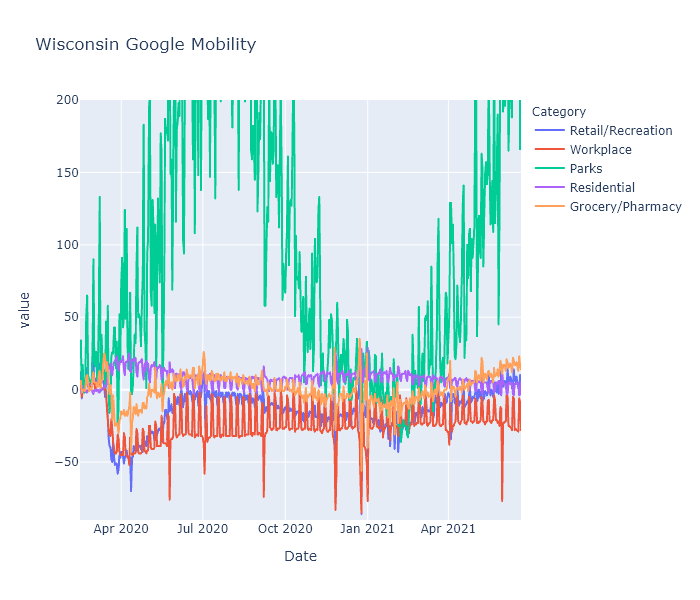 Wisconsin Google Mobility
Category
Retail/Recreation
Workplace
Parks
Residential
Grocery/Pharmacy
200
150
100
50
0
−50
value
Apr 2020
Jul 2020
Oct 2020
Jan 2021
Apr 2021
Date